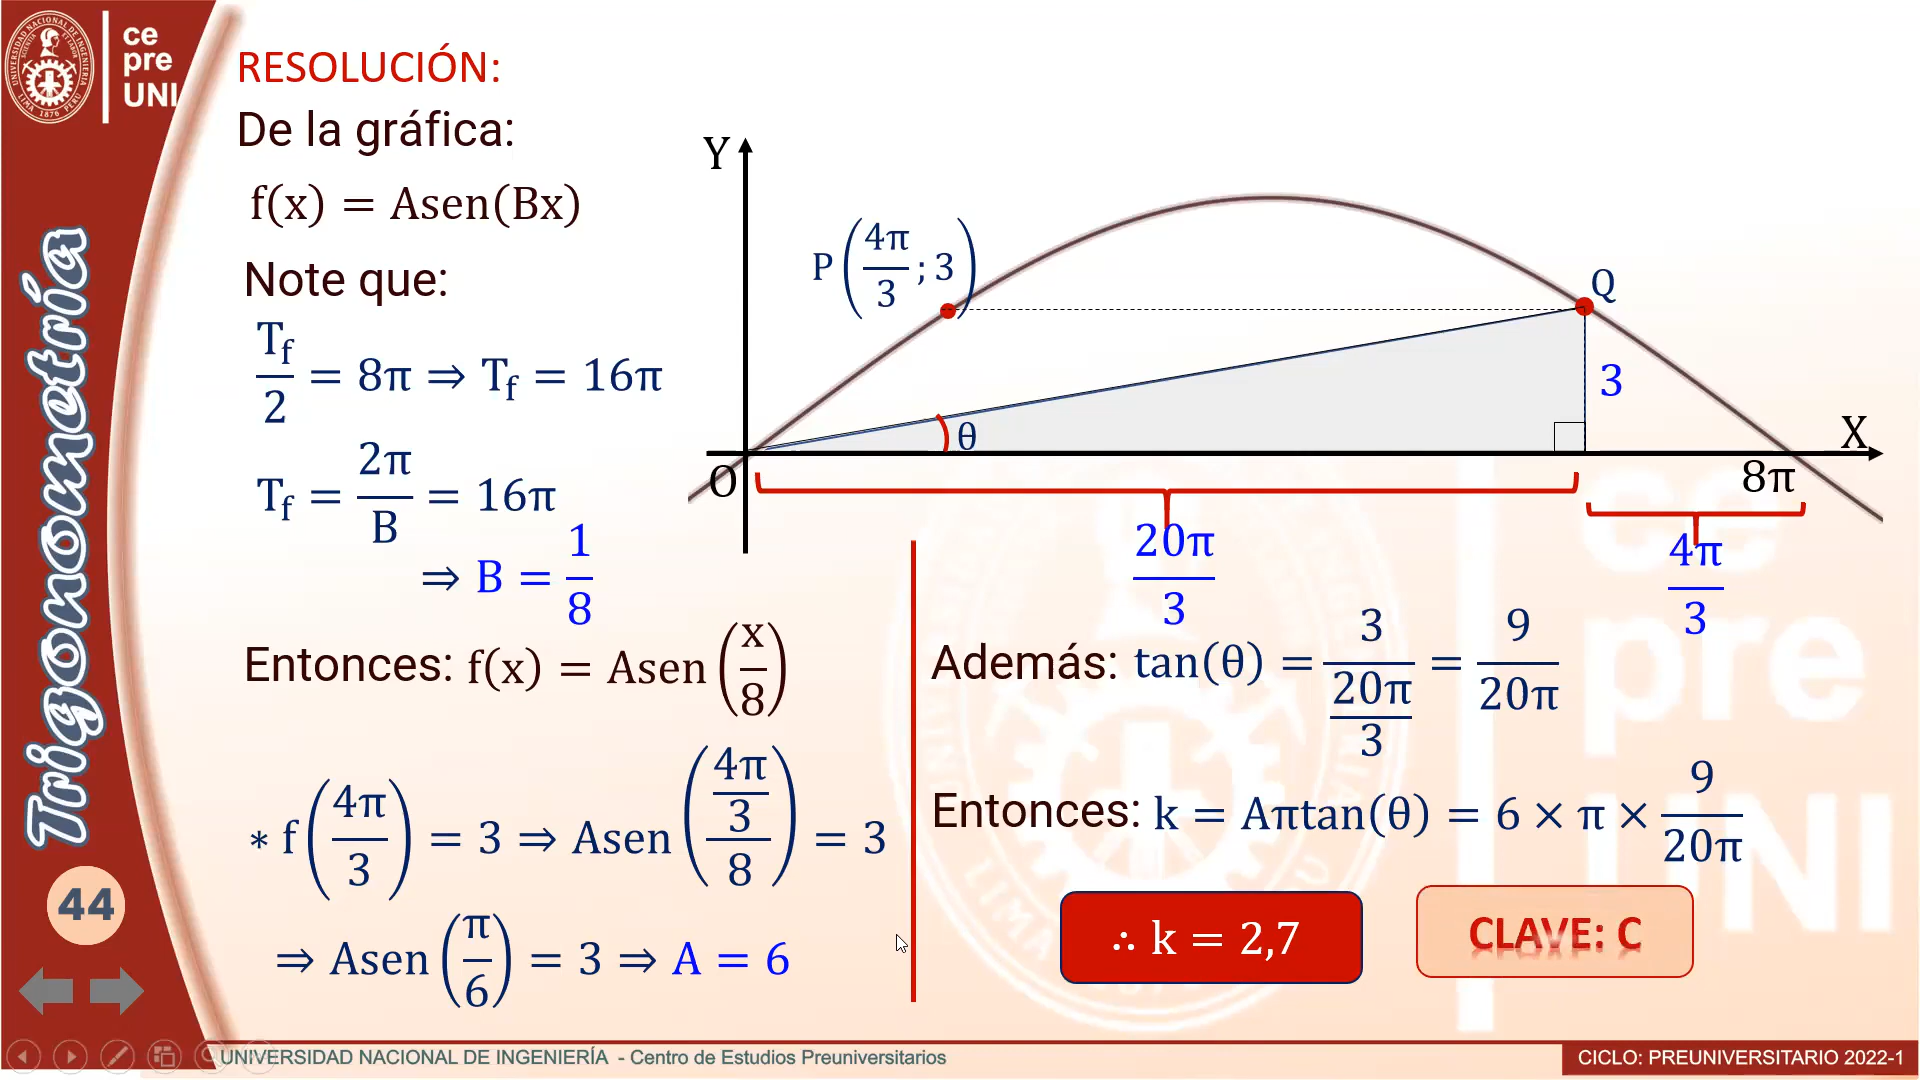 ce
pre
UNI
Trigonometría
44
RESOLUCIÓN:
De la gráfica:
f(x) = Asen(Bx)
Note que:
T_f/2 = 8π ⇒ T_f = 16π
T_f = 2π/B = 16π
⇒ B = 1/8
Entonces: f(x) = Asen(x/8)
* f(4π/3) = 3 ⇒ Asen((4π/3)/8) = 3
⇒ Asen(π/6) = 3 ⇒ A = 6
Y
P(4π/3 ; 3)
Q
3
θ
X
O
8π
20π/3
4π/3
Además: tan(θ) = 3/(20π/3) = 9/20π
Entonces: k = Aπtan(θ) = 6 × π × 9/20π
∴ k = 2,7
CLAVE: C
UNIVERSIDAD NACIONAL DE INGENIERÍA - Centro de Estudios Preuniversitarios
CICLO: PREUNIVERSITARIO 2022-1